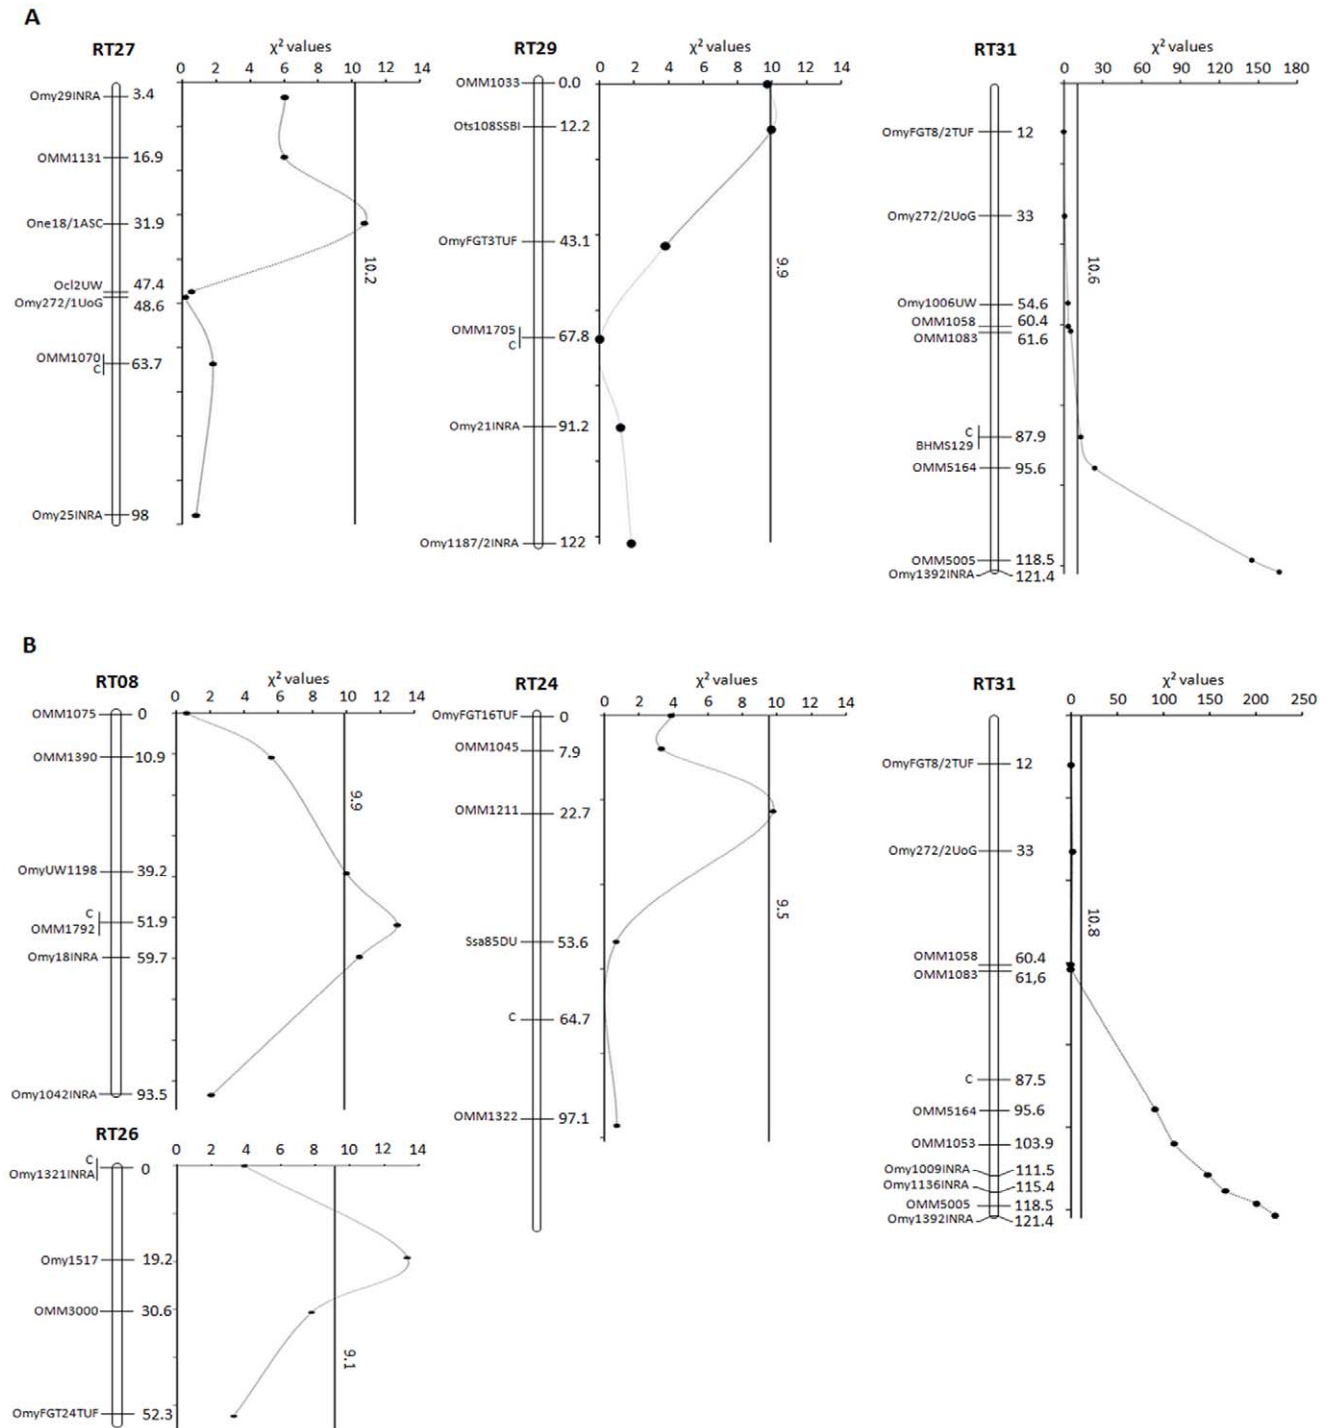 A
RT27
χ² values
0 2 4 6 8 10 12 14
Omy29INRA 3.4
OMM1131 16.9
One18/1ASC 31.9
10.2
Ocl2UW 47.4
Omy272/1UoG 48.6
OMM1070
C
63.7
Omy25INRA 98
RT29
χ² values
0 2 4 6 8 10 12 14
OMM1033 0.0
Ots108SSBI 12.2
OmyFGT3TUF 43.1
9.9
OMM1705
C
67.8
Omy21INRA 91.2
Omy1187/2INRA 122
RT31
χ² values
0 30 60 90 120 150 180
OmyFGT8/2TUF 12
Omy272/2UoG 33
10.6
Omy1006UW 54.6
OMM1058 60.4
OMM1083 61.6
C
BHMS129
87.9
OMM5164 95.6
OMM5005 118.5
Omy1392INRA 121.4
B
RT08
χ² values
0 2 4 6 8 10 12 14
OMM1075 0
OMM1390 10.9
9.9
OmyUW1198 39.2
C
OMM1792
51.9
Omy18INRA 59.7
Omy1042INRA 93.5
RT24
χ² values
0 2 4 6 8 10 12 14
OmyFGT16TUF 0
OMM1045 7.9
OMM1211 22.7
9.5
Ssa85DU 53.6
C 64.7
OMM1322 97.1
RT31
χ² values
0 50 100 150 200 250
OmyFGT8/2TUF 12
Omy272/2UoG 33
10.8
OMM1058 60.4
OMM1083 61,6
C 87.5
OMM5164 95.6
OMM1053 103.9
Omy1009INRA 111.5
Omy1136INRA 115.4
OMM5005 118.5
Omy1392INRA 121.4
RT26
0 2 4 6 8 10 12 14
C
Omy1321INRA
0
Omy1517 19.2
OMM3000 30.6
9.1
OmyFGT24TUF 52.3